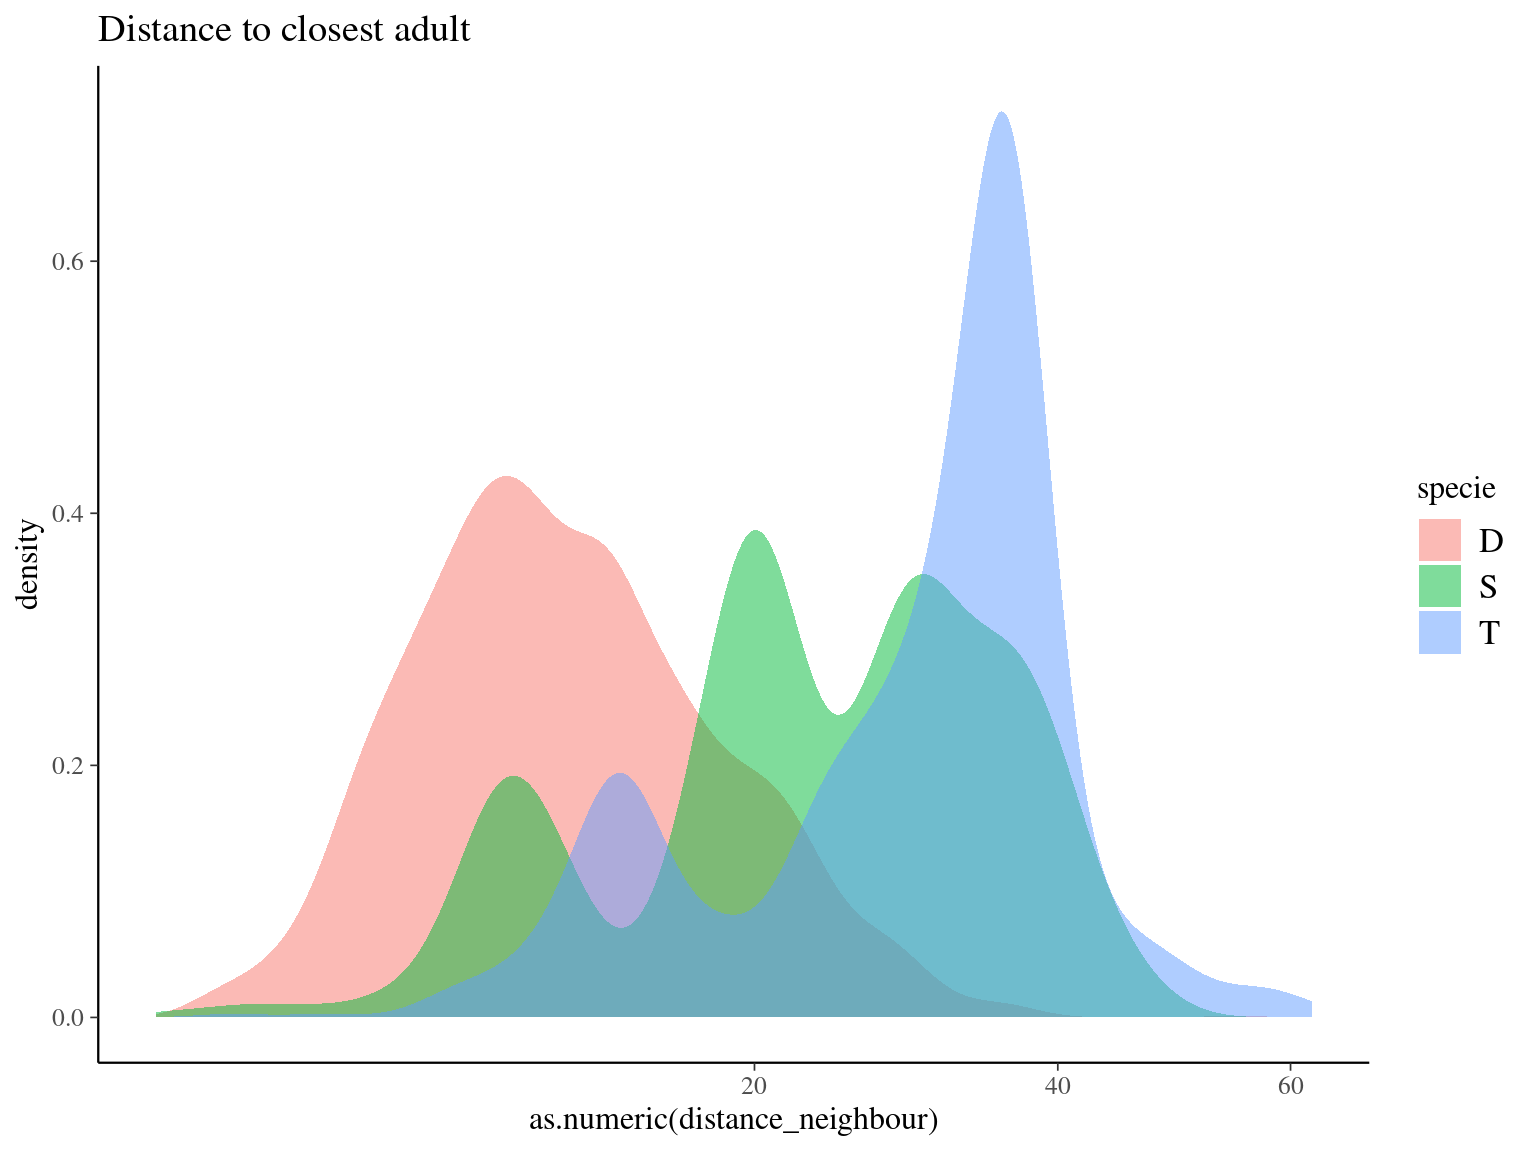 Distance to closest adult
density
0.6
0.4
0.2
0.0
20 40 60
as.numeric(distance_neighbour)
specie
D
S
T